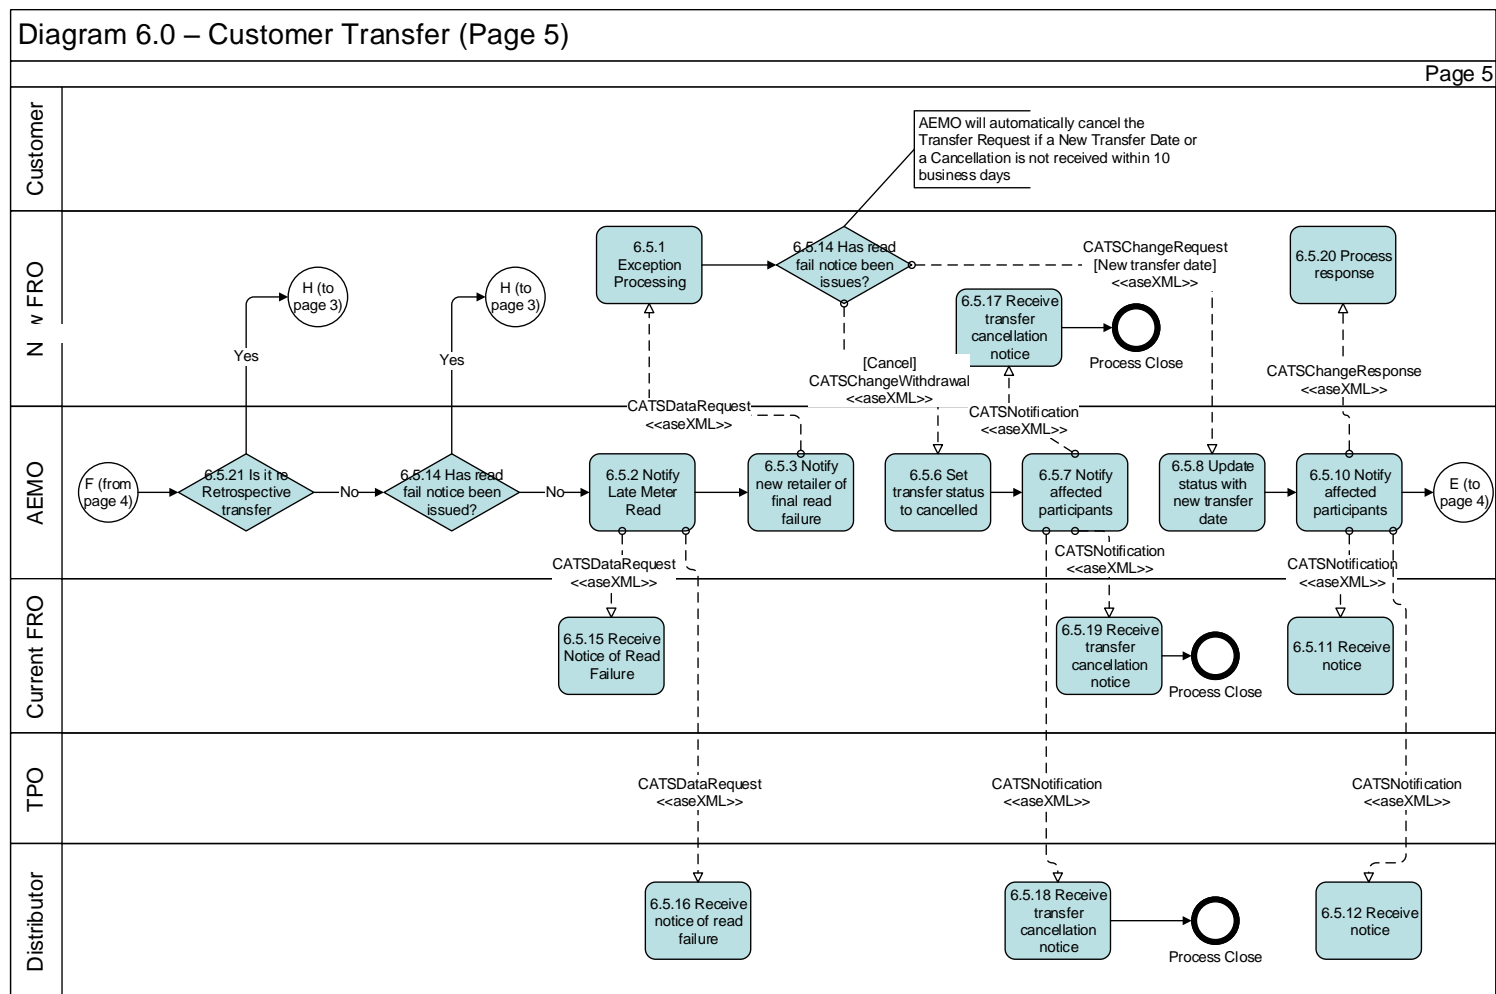 Diagram 6.0 – Customer Transfer (Page 5)
Page 5
Customer
AEMO will automatically cancel the
Transfer Request if a New Transfer Date or
a Cancellation is not received within 10
business days
N w FRO
H (to
page 3)
Yes
H (to
page 3)
Yes
6.5.1
Exception
Processing
6.5.14 Has read
fail notice been
issues?
CATSChangeRequest
[New transfer date]
<<aseXML>>
6.5.17 Receive
transfer
cancellation
notice
Process Close
6.5.20 Process
response
[Cancel]
CATSChangeWithdrawal
<<aseXML>>
CATSChangeResponse
<<aseXML>>
CATSDataRequest
<<aseXML>>
CATSNotification
<<aseXML>>
AEMO
F (from
page 4)
6.5.21 Is it re
Retrospective
transfer
No
6.5.14 Has read
fail notice been
issued?
No
6.5.2 Notify
Late Meter
Read
6.5.3 Notify
new retailer of
final read
failure
6.5.6 Set
transfer status
to cancelled
6.5.7 Notify
affected
participants
6.5.8 Update
status with
new transfer
date
6.5.10 Notify
affected
participants
E (to
page 4)
CATSDataRequest
<<aseXML>>
CATSNotification
<<aseXML>>
CATSNotification
<<aseXML>>
Current FRO
6.5.15 Receive
Notice of Read
Failure
6.5.19 Receive
transfer
cancellation
notice
Process Close
6.5.11 Receive
notice
TPO
CATSDataRequest
<<aseXML>>
CATSNotification
<<aseXML>>
CATSNotification
<<aseXML>>
Distributor
6.5.16 Receive
notice of read
failure
6.5.18 Receive
transfer
cancellation
notice
Process Close
6.5.12 Receive
notice